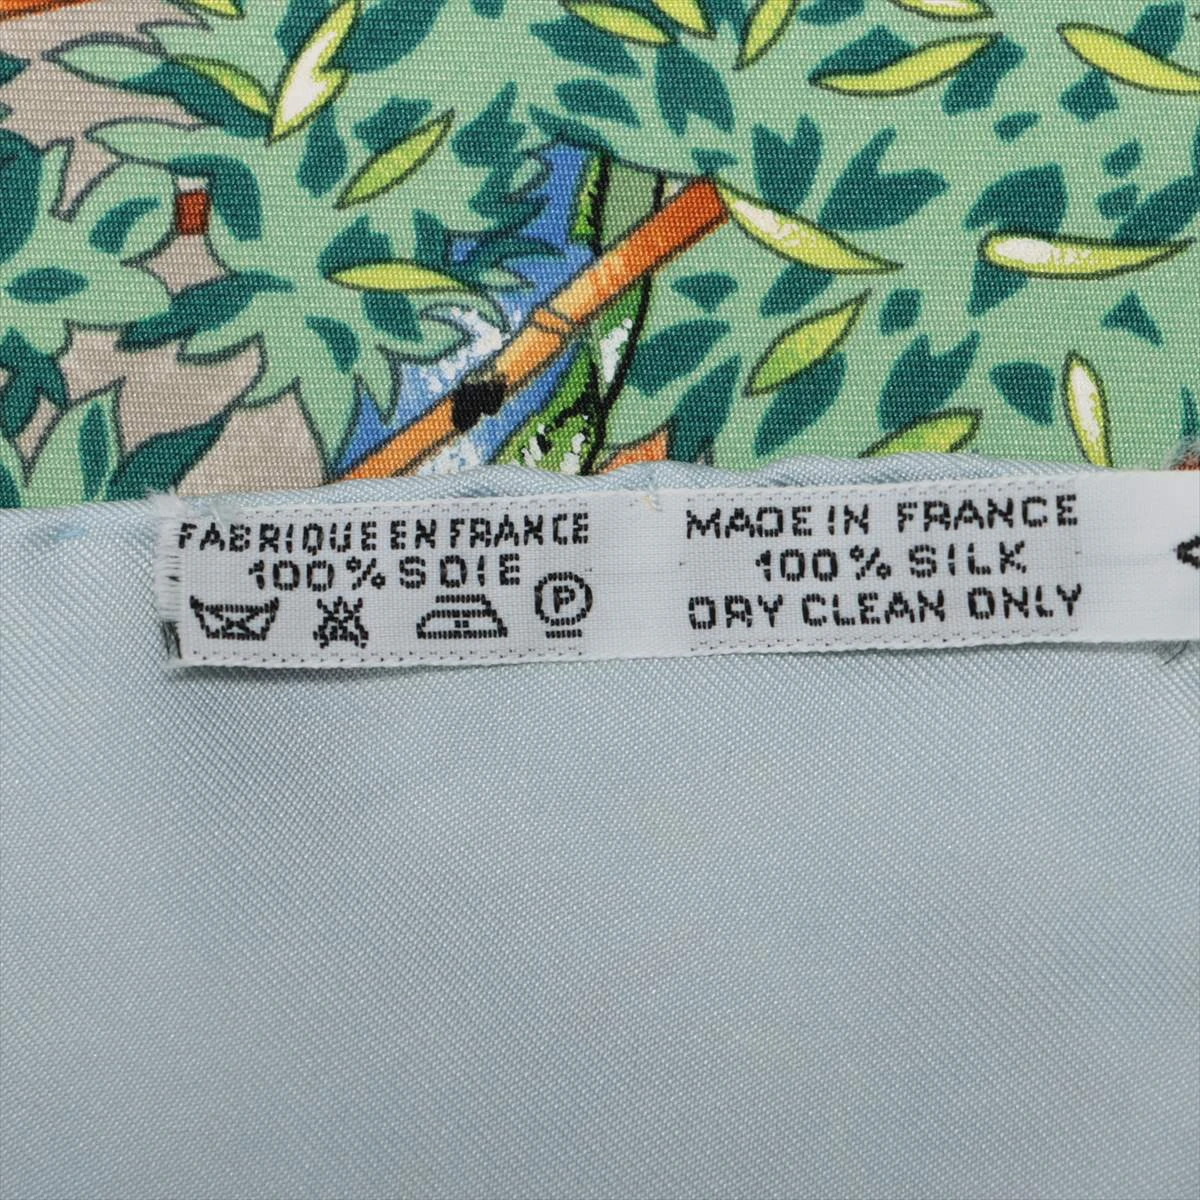 FABRIQUE EN FRANCE
100% SOIE
P
MADE IN FRANCE
100% SILK
DRY CLEAN ONLY